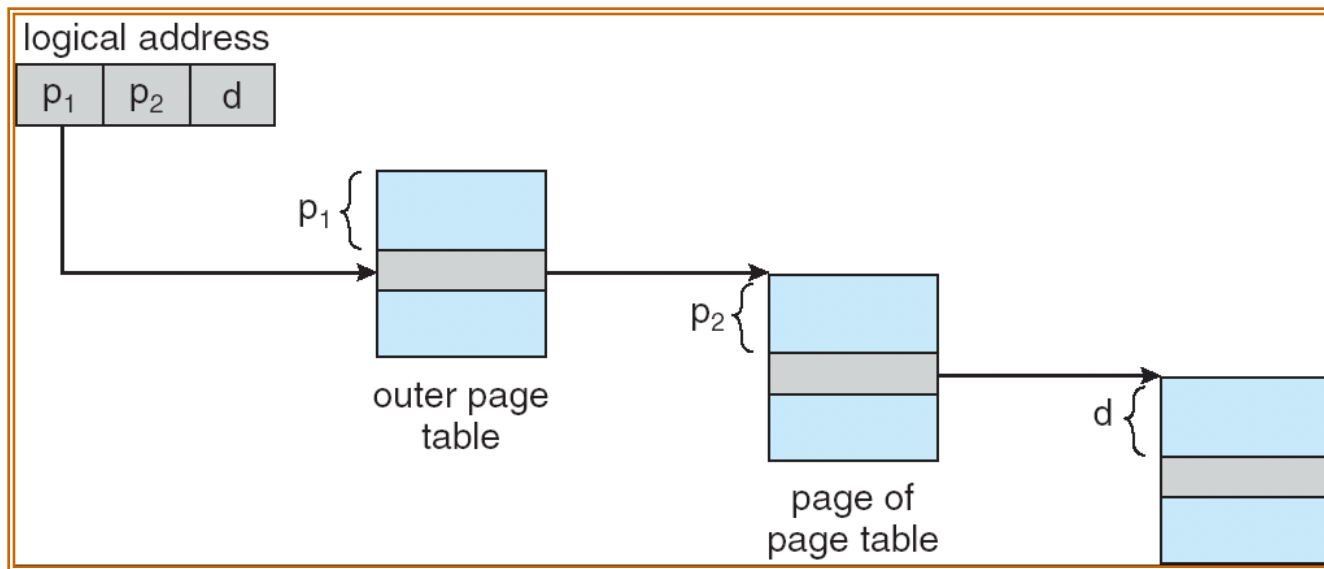 logical address
p₁ p₂ d
p₁
outer page
table
p₂
page of
page table
d